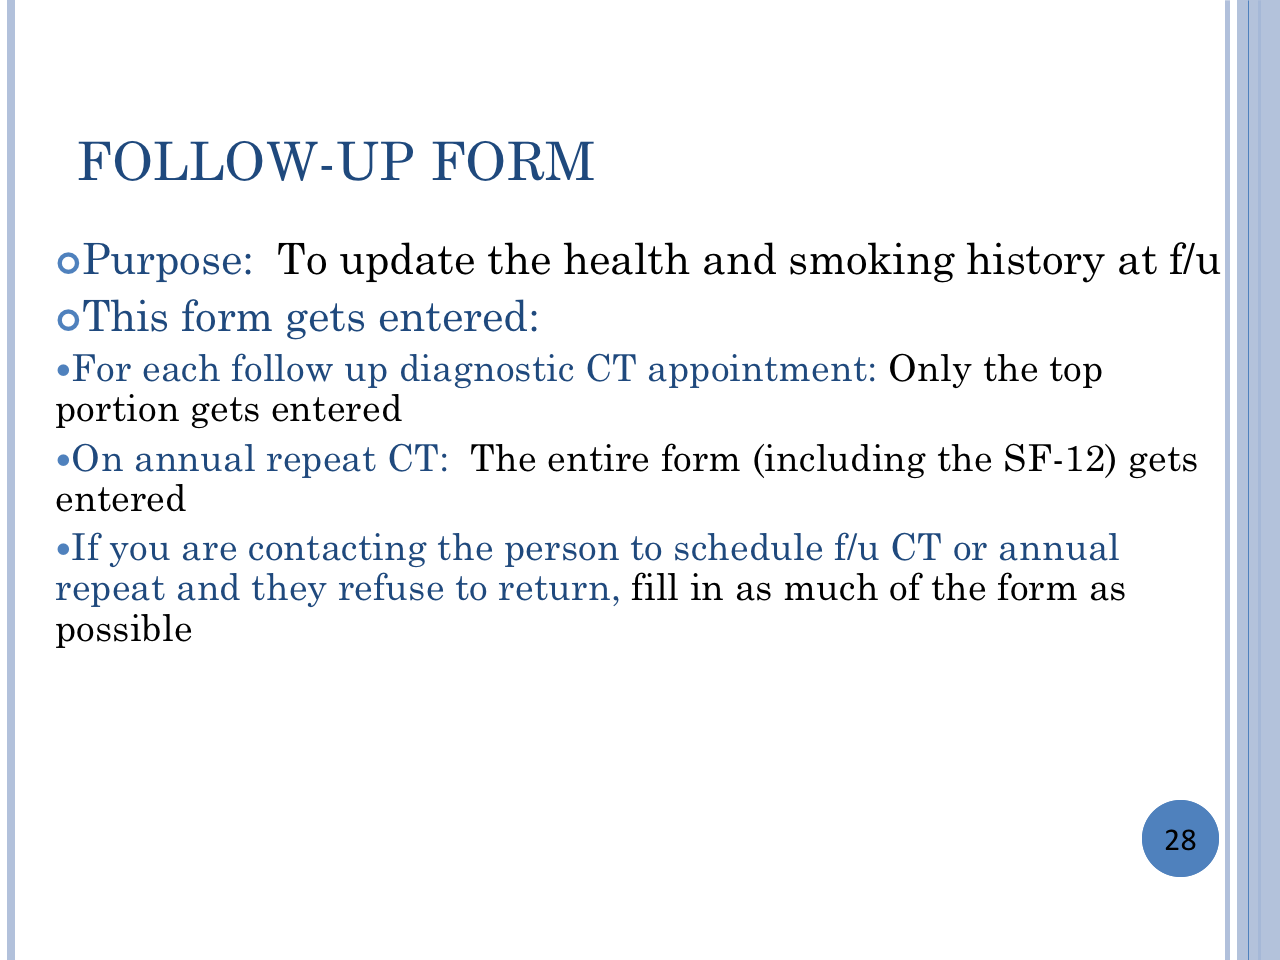 FOLLOW-UP FORM
Purpose:  To update the health and smoking history at f/u
This form gets entered:
•For each follow up diagnostic CT appointment: Only the top
portion gets entered
•On annual repeat CT:  The entire form (including the SF-12) gets
entered
•If you are contacting the person to schedule f/u CT or annual
repeat and they refuse to return, fill in as much of the form as
possible
28